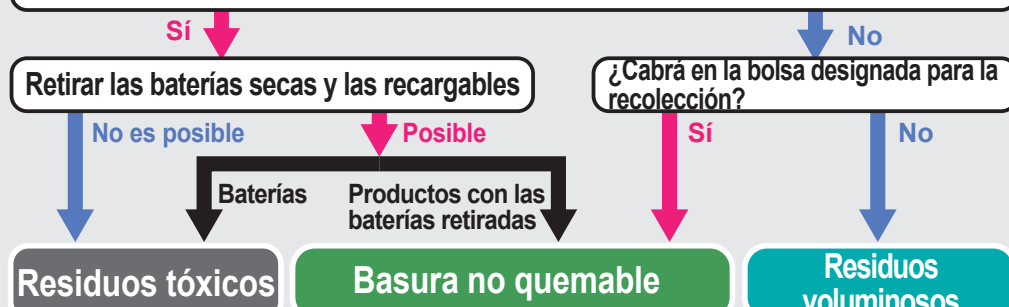 Sí
No
Retirar las baterías secas y las recargables
¿Cabrá en la bolsa designada para la
recolección?
No es posible
Posible
Sí
No
Baterías
Productos con las
baterías retiradas
Residuos tóxicos
Basura no quemable
Residuos
voluminosos